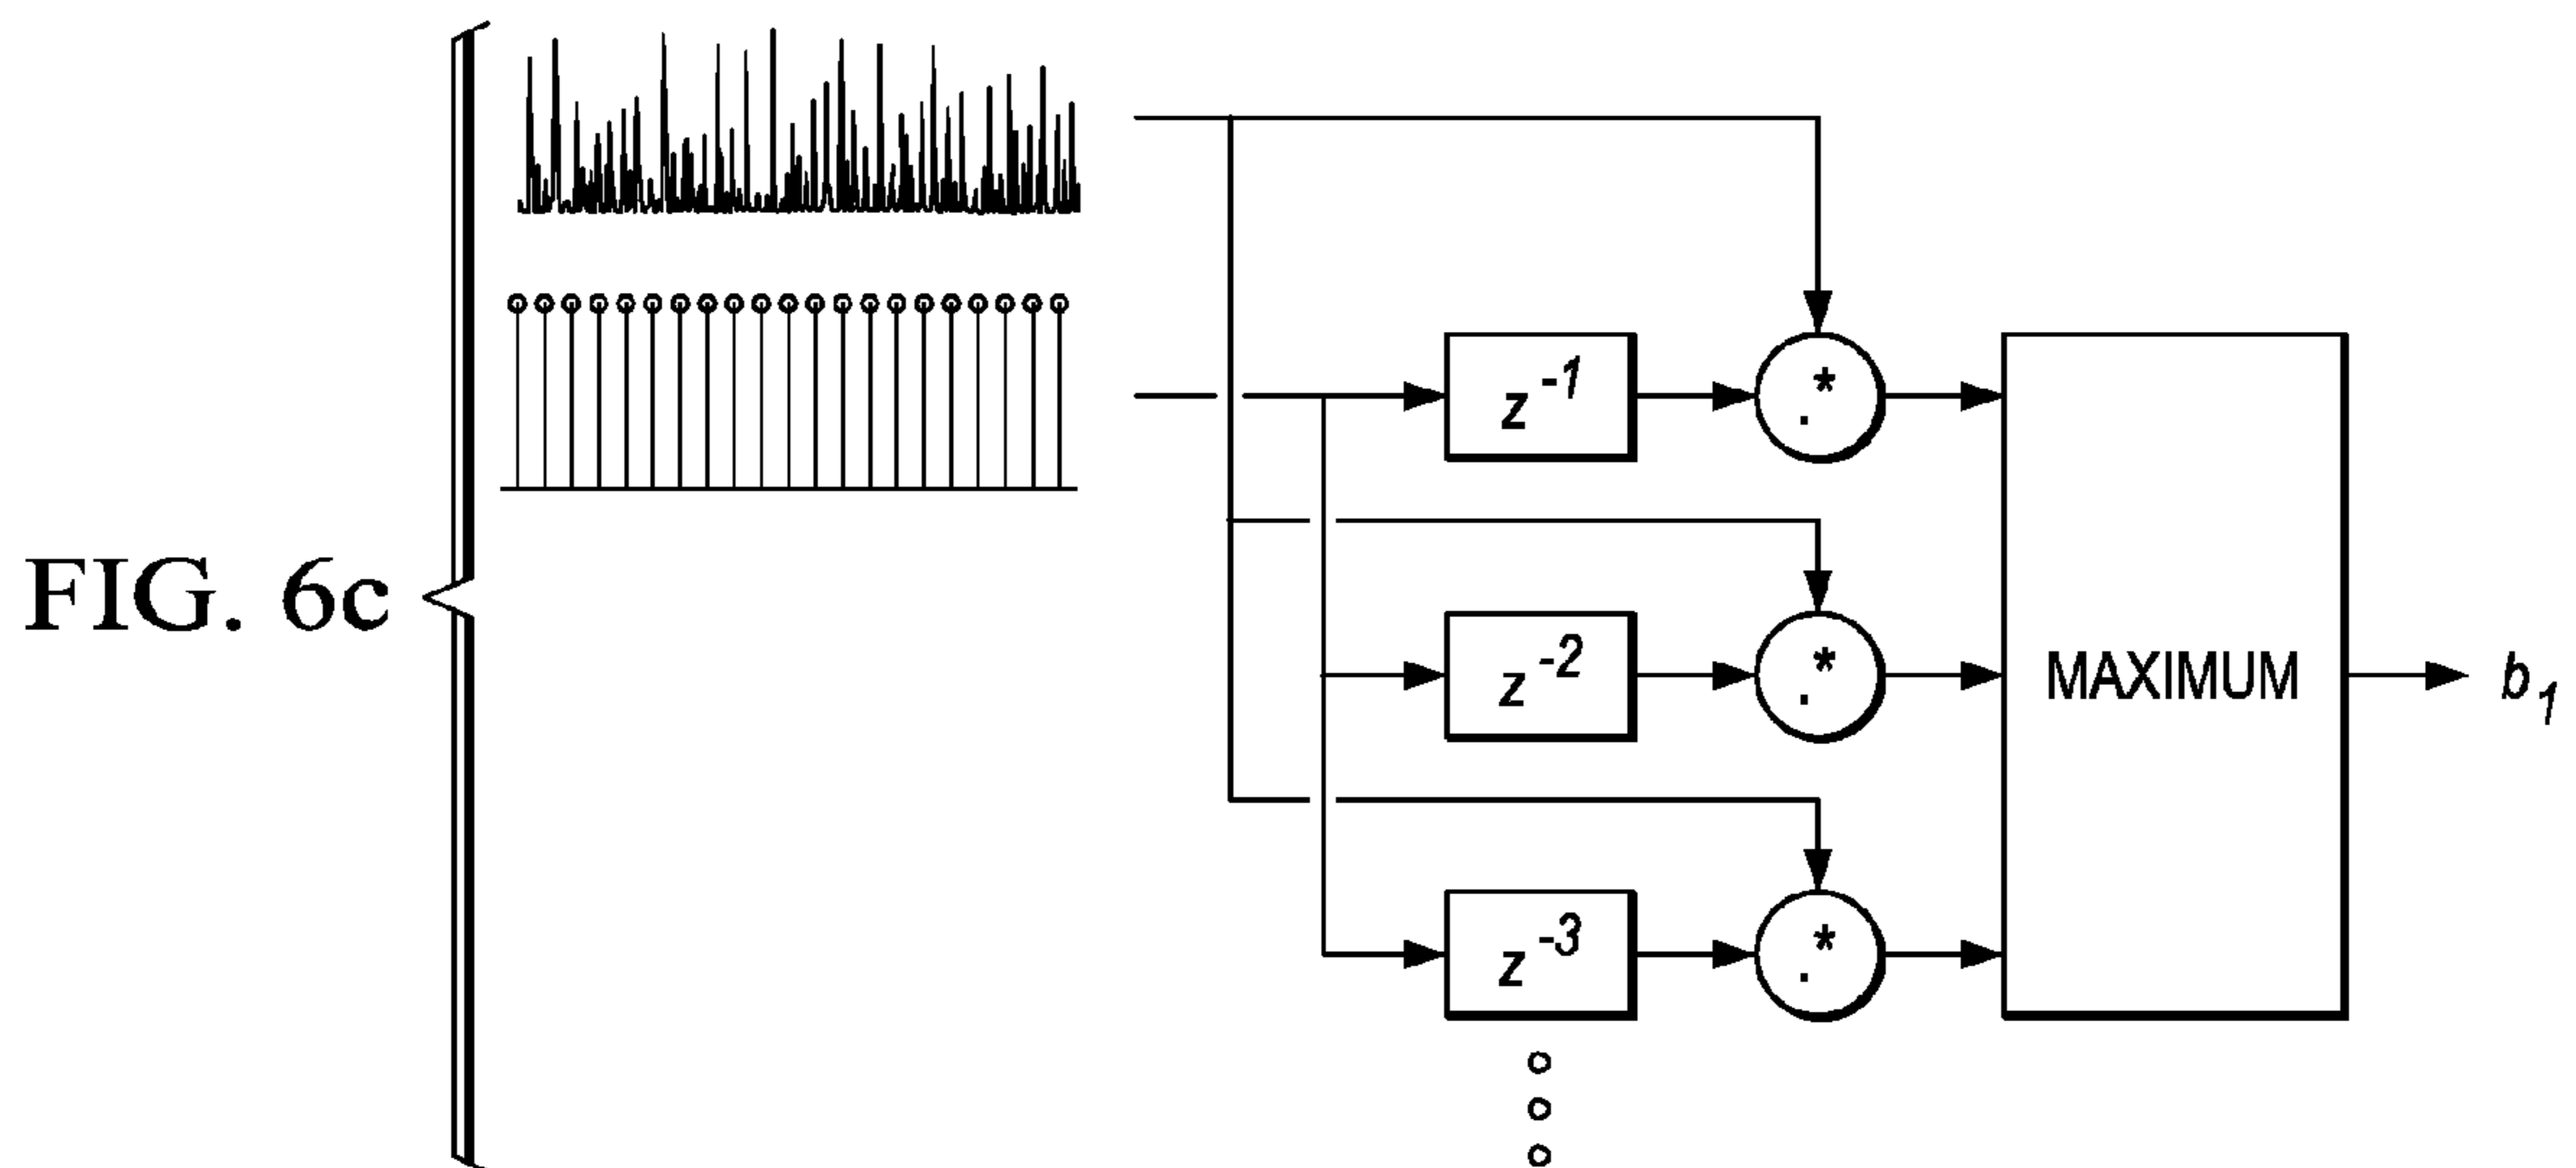 z⁻¹
.*
z⁻²
.*
MAXIMUM
b₁
FIG. 6c
z⁻³
.*